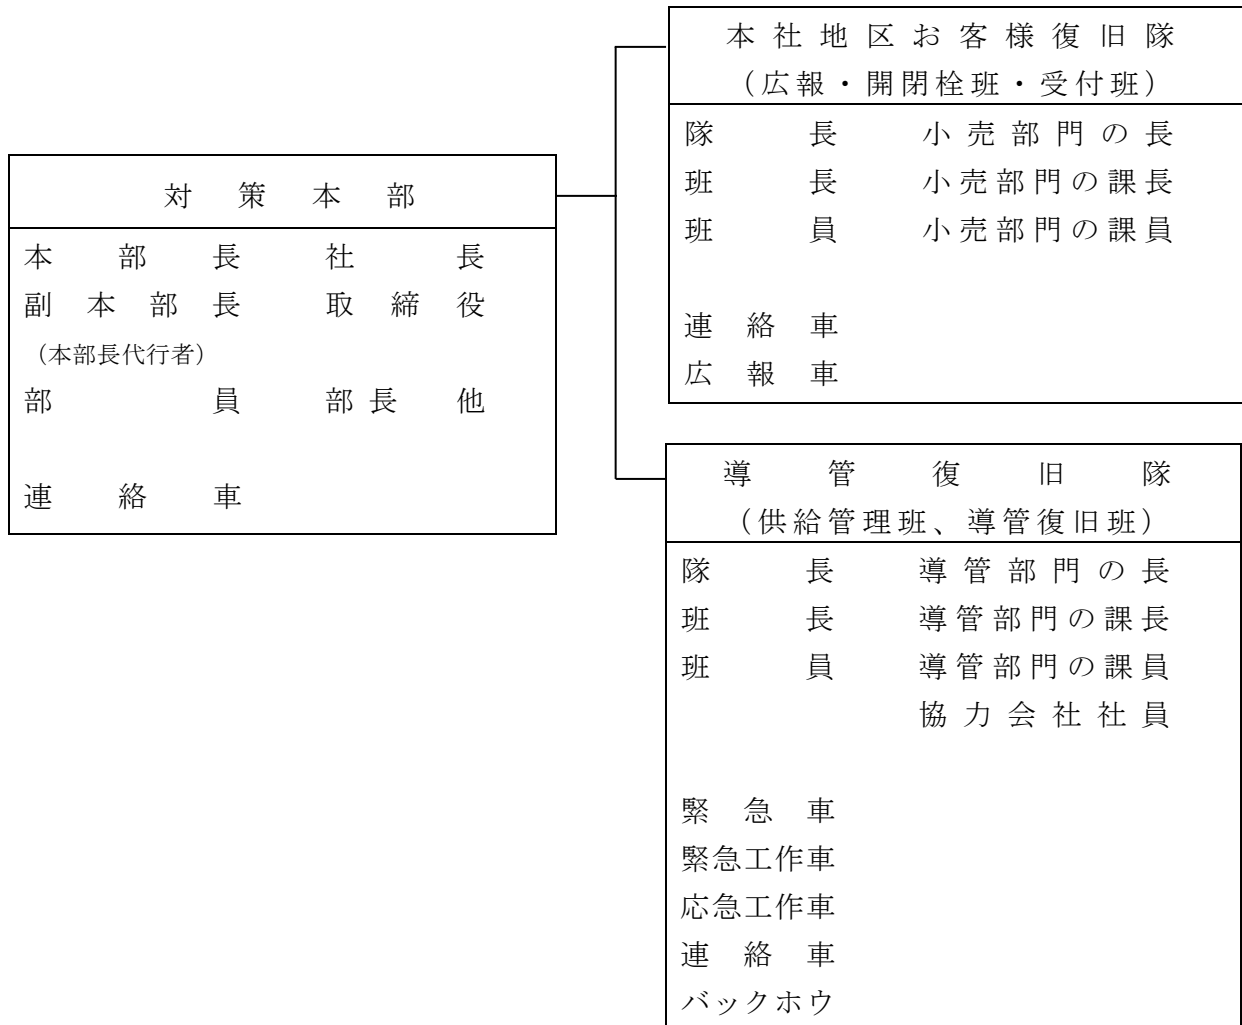 対策本部
本部長 社長
副本部長 取締役
（本部長代行者）
部員 部長他
連絡車
本社地区お客様復旧隊
（広報・開閉栓班・受付班）
隊長 小売部門の長
班長 小売部門の課長
班員 小売部門の課員
連絡車
広報車
導管復旧隊
（供給管理班、導管復旧班）
隊長 導管部門の長
班長 導管部門の課長
班員 導管部門の課員
協力会社社員
緊急車
緊急工作車
応急工作車
連絡車
バックホウ